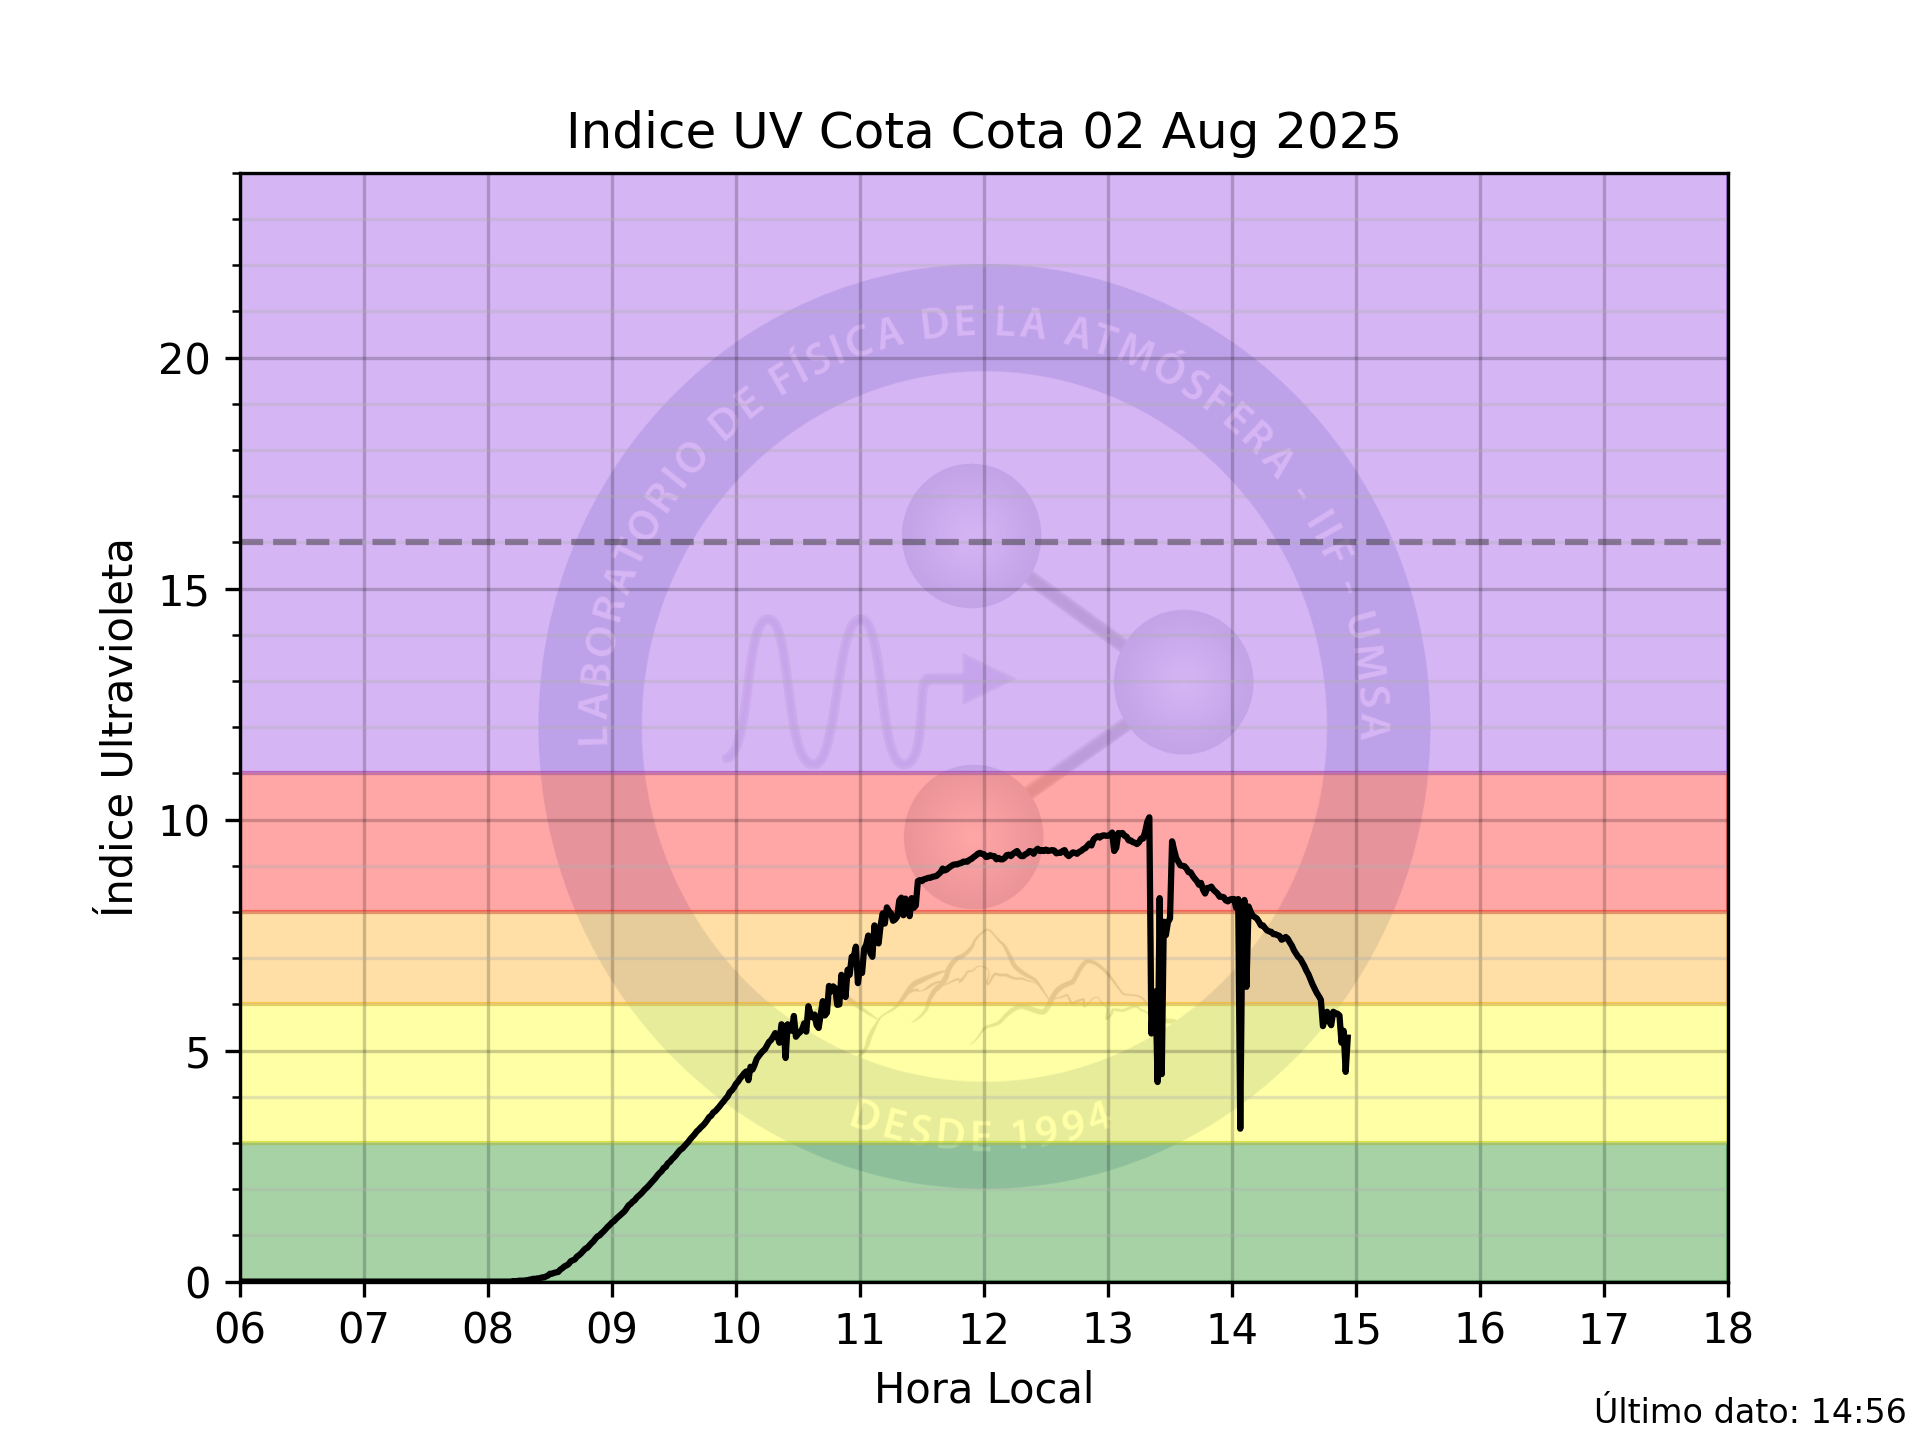 Indice UV Cota Cota 02 Aug 2025
LABORATORIO DE FÍSICA DE LA ATMÓSFERA - IIF - UMSA
DESDE 1994
Índice Ultravioleta
20
15
10
5
0
06 07 08 09 10 11 12 13 14 15 16 17 18
Hora Local
Último dato: 14:56